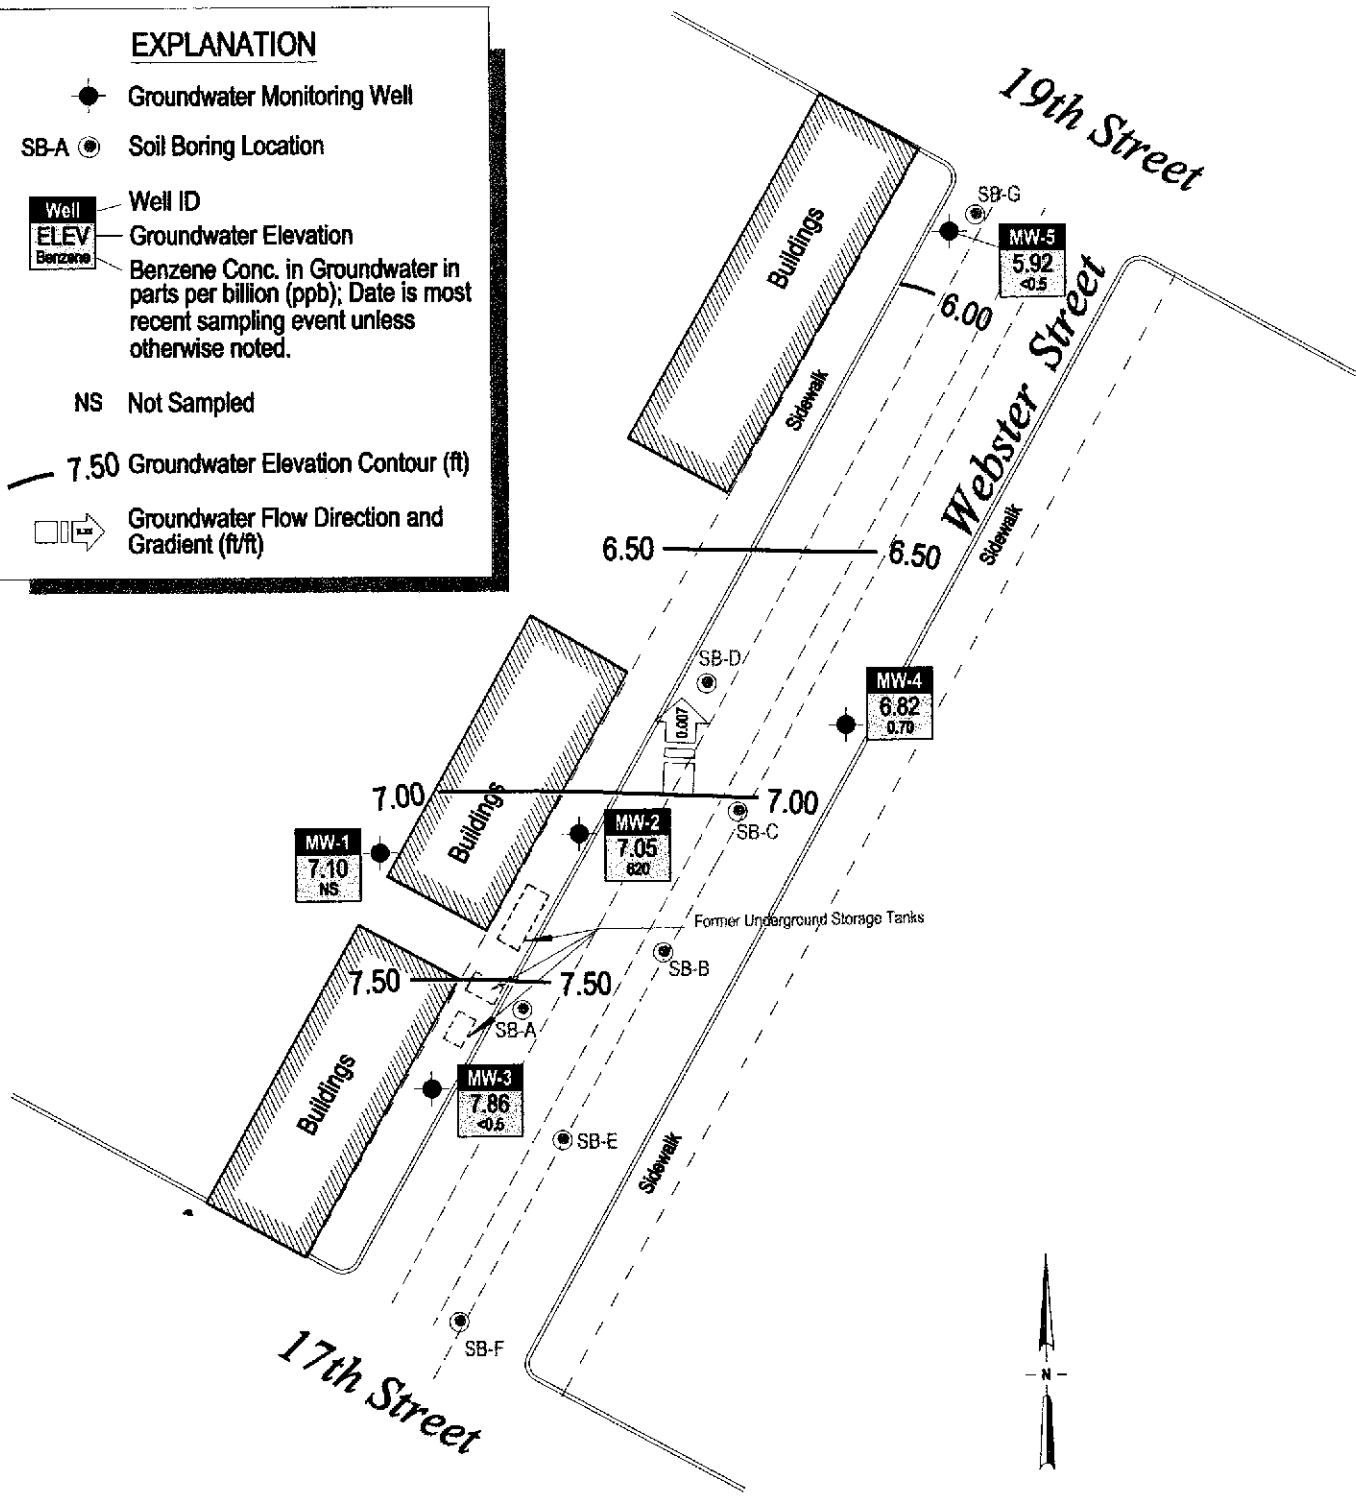 EXPLANATION
Groundwater Monitoring Well
SB-A
Soil Boring Location
Well
ELEV
Benzene
Well ID
Groundwater Elevation
Benzene Conc. in Groundwater in
parts per billion (ppb); Date is most
recent sampling event unless
otherwise noted.
NS Not Sampled
7.50 Groundwater Elevation Contour (ft)
Groundwater Flow Direction and
Gradient (ft/ft)
19th Street
SB-G
MW-5
5.92
<0.5
Buildings
6.00
Sidewalk
Webster Street
Sidewalk
6.50
6.50
SB-D
MW-4
6.82
0.70
0.007
7.00
7.00
Buildings
SB-C
MW-2
7.05
620
MW-1
7.10
NS
Former Underground Storage Tanks
SB-B
7.50
7.50
SB-A
MW-3
7.86
<0.5
Buildings
SB-E
Sidewalk
SB-F
17th Street
N